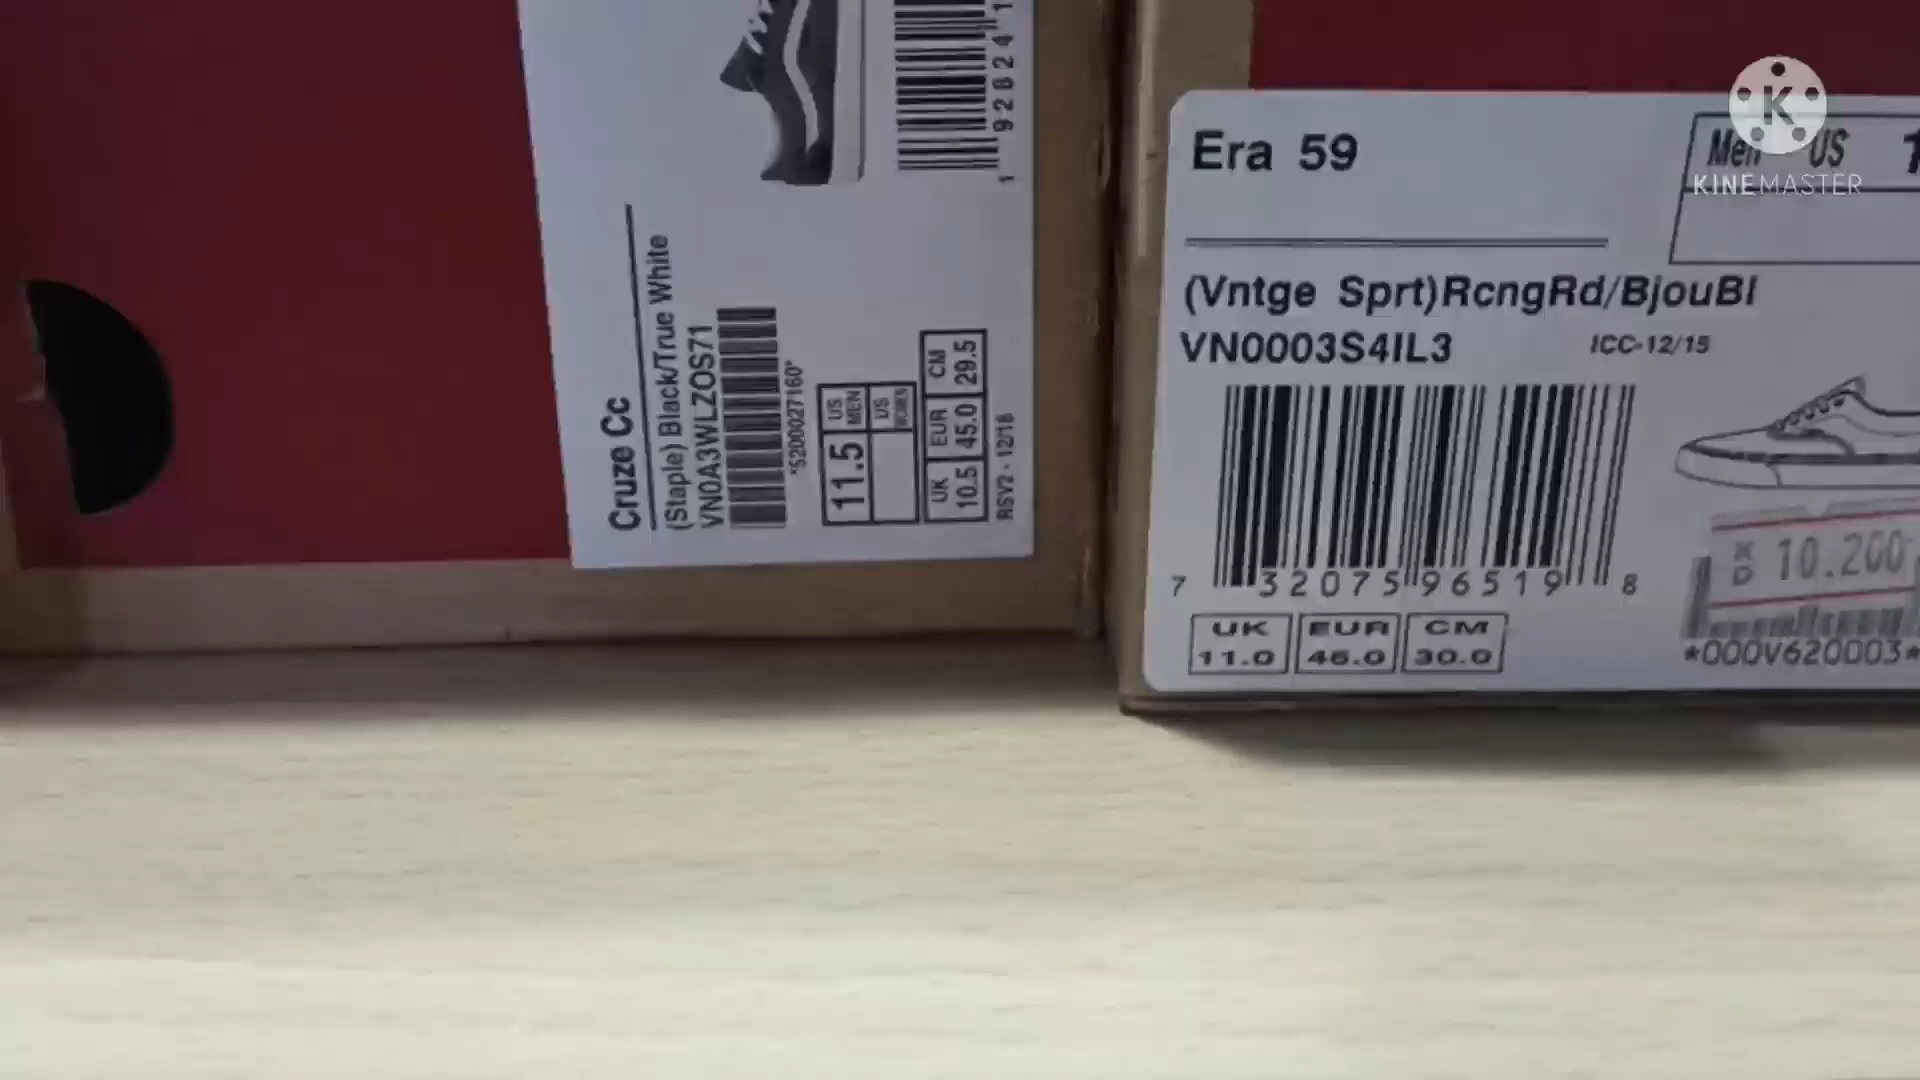 Cruze Cc
(Staple) Black/True White
VN0A3WLZOS71
*5200027160*
11.5 US MEN
US WOMEN
UK EUR CM
10.5 45.0 29.5
RSV2 - 12/16
1 92824
Era 59
Men US
(Vntge Sprt)RcngRd/BjouBl
VN0003S4IL3 ICC-12/15
7 32075 96519 8
UK EUR CM
11.0 46.0 30.0
KD 10.200
*000V620003*
K
KINEMASTER